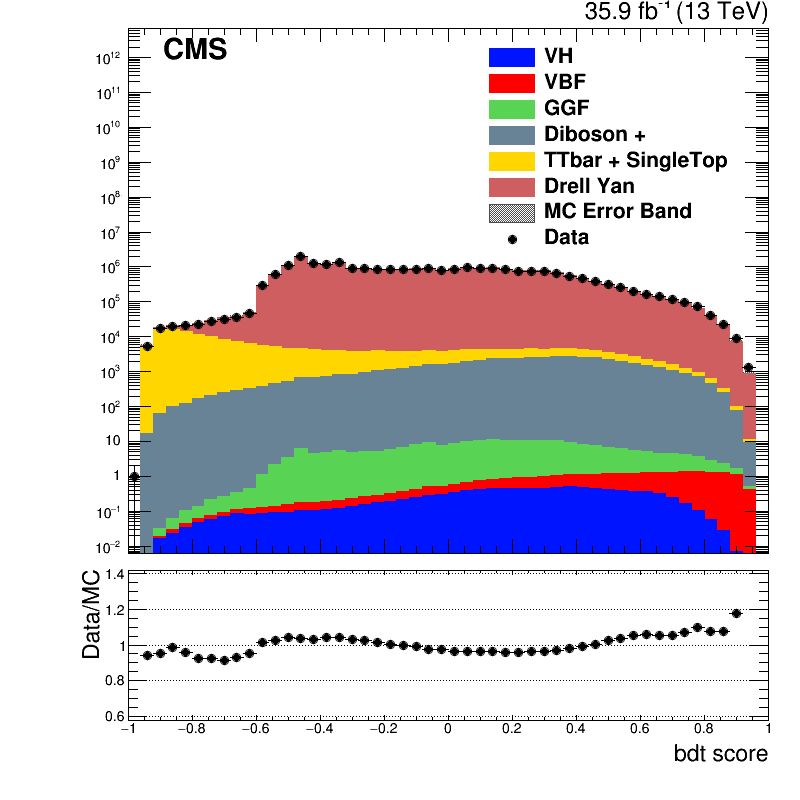 35.9 fb⁻¹ (13 TeV)
CMS
VH
VBF
GGF
Diboson +
TTbar + SingleTop
Drell Yan
MC Error Band
Data
10¹²
10¹¹
10¹⁰
10⁹
10⁸
10⁷
10⁶
10⁵
10⁴
10³
10²
10
1
10⁻¹
10⁻²
Data/MC
1.4
1.2
1
0.8
0.6
−1 −0.8 −0.6 −0.4 −0.2 0 0.2 0.4 0.6 0.8 1
bdt score